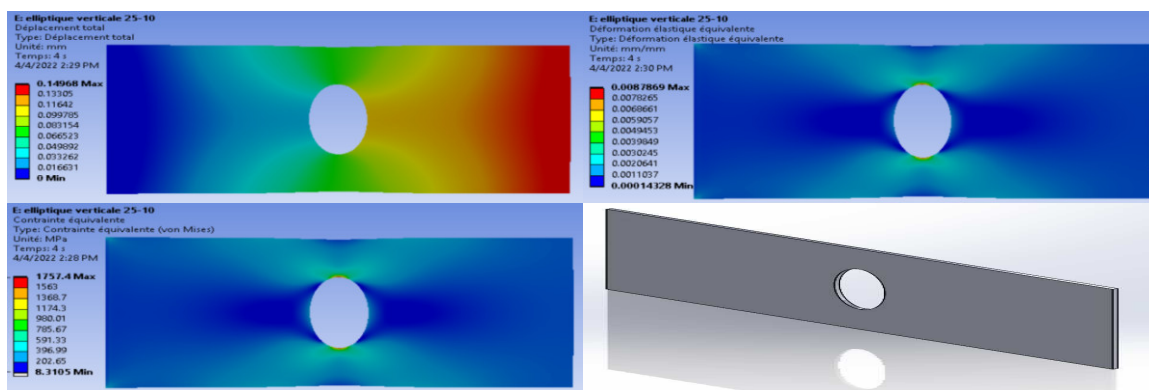 E: elliptique verticale 25-10
Déplacement total
Type: Déplacement total
Unité: mm
Temps: 4 s
4/4/2022 2:29 PM
0.14968 Max
0.13305
0.11642
0.099785
0.083154
0.066523
0.049892
0.033262
0.016631
0 Min
E: elliptique verticale 25-10
Déformation élastique équivalente
Type: Déformation élastique équivalente
Unité: mm/mm
Temps: 4 s
4/4/2022 2:30 PM
0.0087869 Max
0.0078265
0.0068661
0.0059057
0.0049453
0.0039849
0.0030245
0.0020641
0.0011037
0.00014328 Min
E: elliptique verticale 25-10
Contrainte équivalente
Type: Contrainte équivalente (von Mises)
Unité: MPa
Temps: 4 s
4/4/2022 2:28 PM
1757.4 Max
1563
1368.7
1174.3
980.01
785.67
591.33
396.99
202.65
8.3105 Min